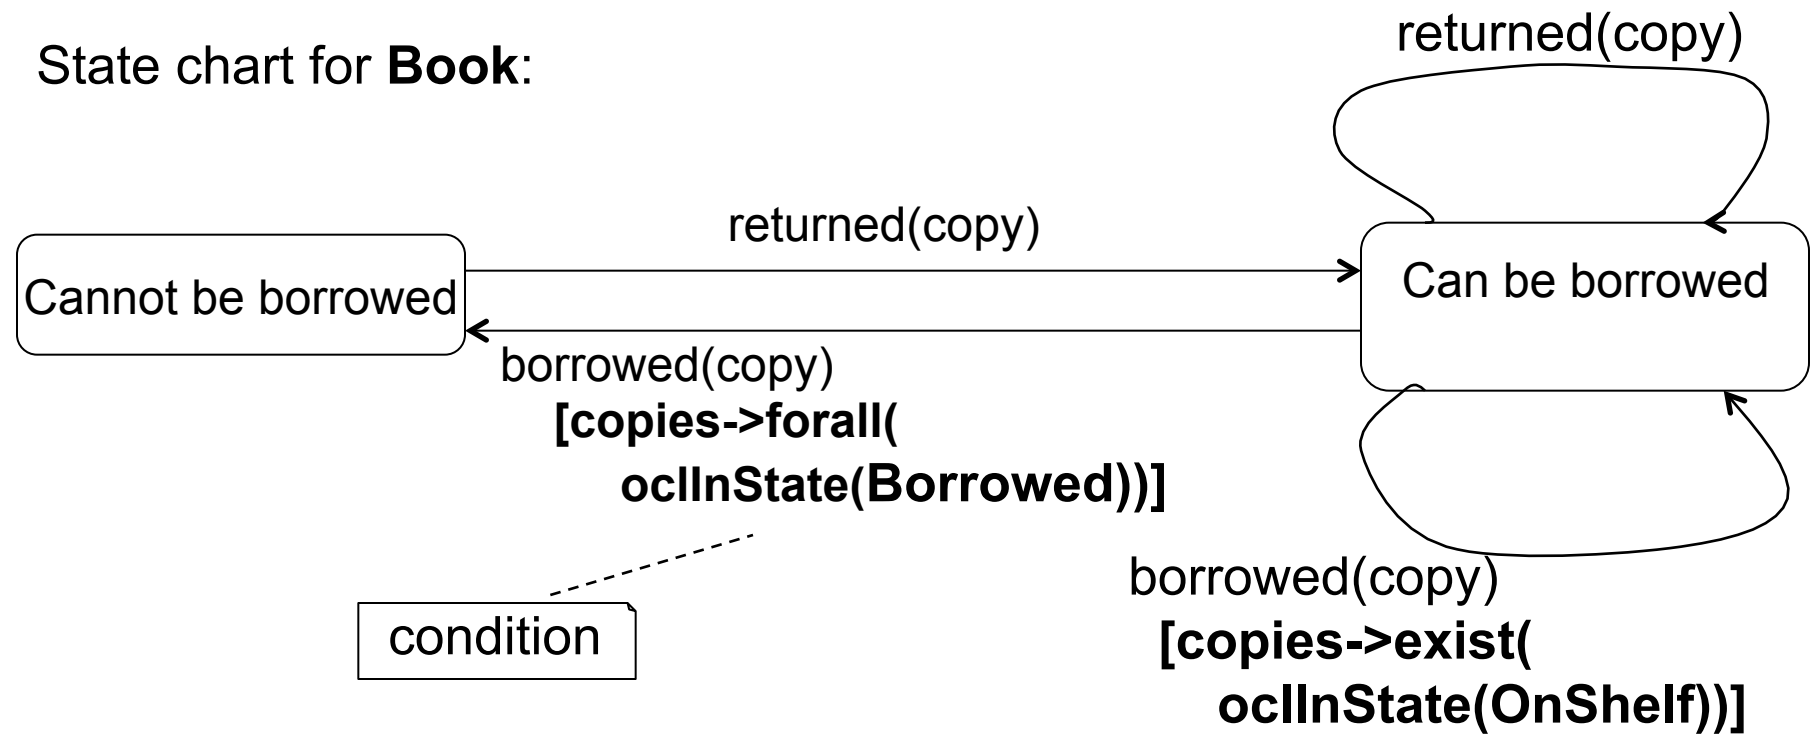 State chart for Book:
returned(copy)
returned(copy)
Cannot be borrowed
Can be borrowed
borrowed(copy)
[copies->forall(
oclInState(Borrowed))]
condition
borrowed(copy)
[copies->exist(
oclInState(OnShelf))]